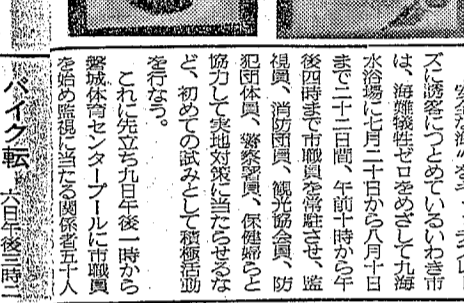 ズに誘客につとめているいわき市
は、海難犠牲ゼロをめざして九海
水浴場に七月二十日から八月十日
まで二十二日間、午前十時から午
後四時まで市職員を常駐させ、監
視員、消防団員、観光協会員、防
犯団体員、警察署員、保健婦らと
協力して実地対策に当たらせるな
ど、初めての試みとして積極活動
を行なう。
これに先立ち九日午後一時から
磐城体育センタープールに市職員
を始め監視に当たる関係者五十人
バイク転
六日午後三時二